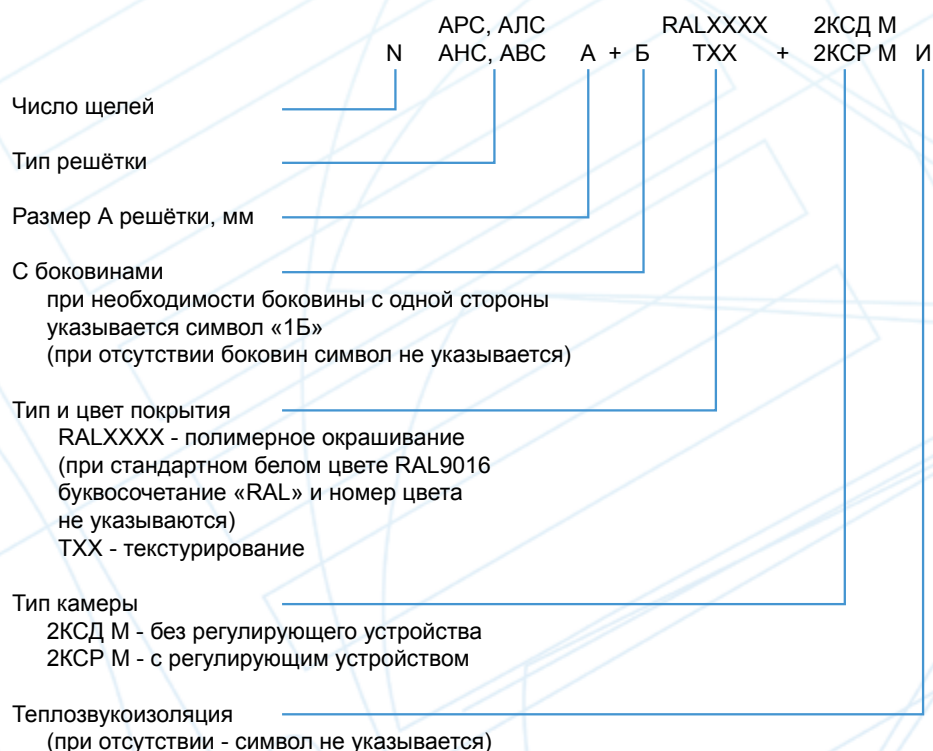 АРС, АЛС RALXXXX 2КСД М
N АНС, АВС А + Б ТХХ + 2КСР М И
Число щелей
Тип решётки
Размер А решётки, мм
С боковинами
при необходимости боковины с одной стороны
указывается символ «1Б»
(при отсутствии боковин символ не указывается)
Тип и цвет покрытия
RALXXXX - полимерное окрашивание
(при стандартном белом цвете RAL9016
буквосочетание «RAL» и номер цвета
не указываются)
ТХХ - текстурирование
Тип камеры
2КСД М - без регулирующего устройства
2КСР М - с регулирующим устройством
Теплозвукоизоляция
(при отсутствии - символ не указывается)